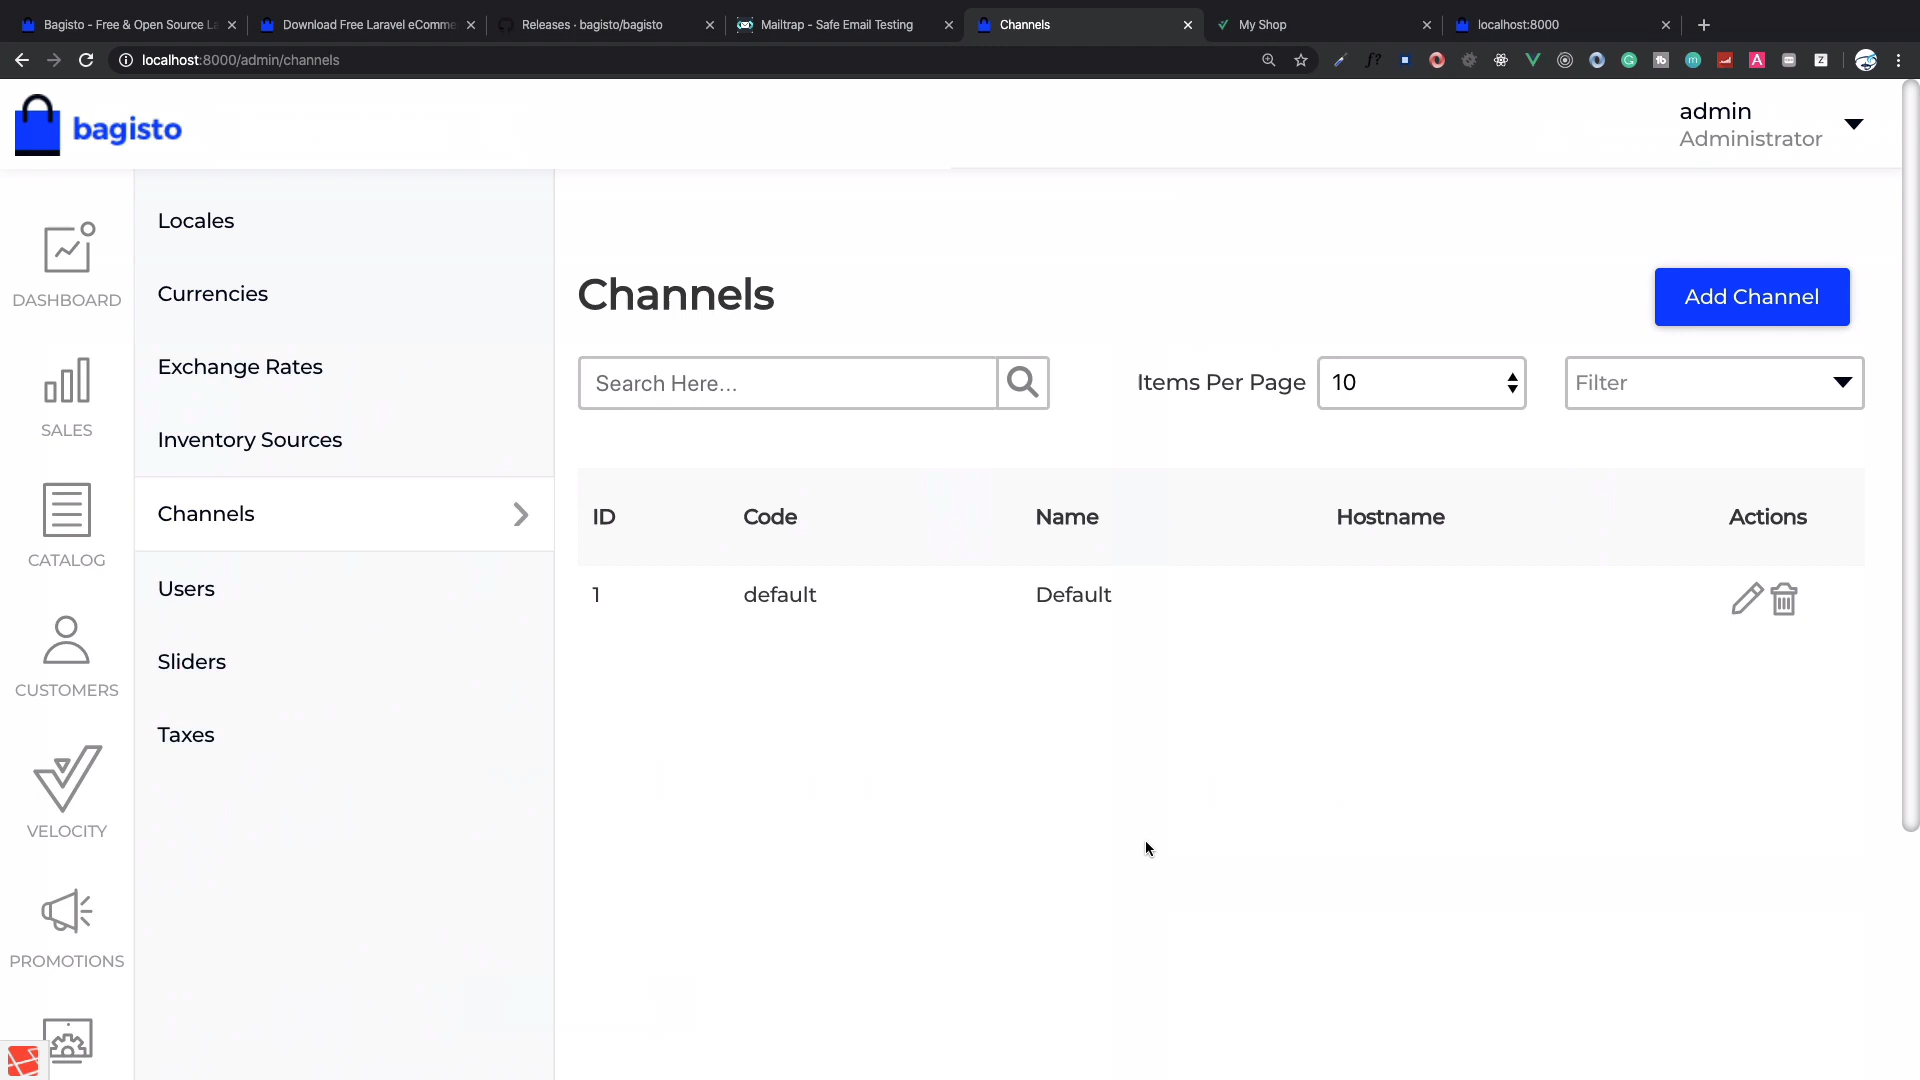 Bagisto - Free & Open Source La
Download Free Laravel eComme
Releases · bagisto/bagisto
Mailtrap - Safe Email Testing
Channels
My Shop
localhost:8000
localhost:8000/admin/channels
bagisto
admin
Administrator
DASHBOARD
SALES
CATALOG
CUSTOMERS
VELOCITY
PROMOTIONS
Locales
Currencies
Exchange Rates
Inventory Sources
Channels
Users
Sliders
Taxes
Channels
Add Channel
Search Here...
Items Per Page 10
Filter
ID Code Name Hostname Actions
1 default Default